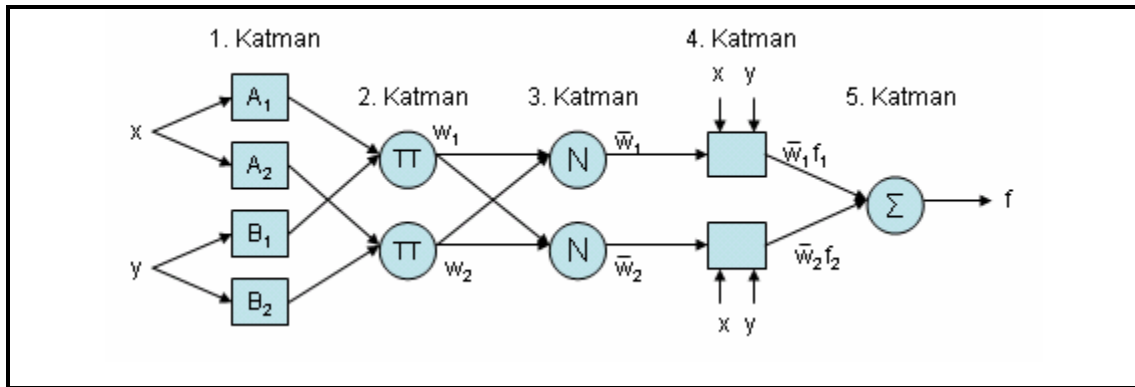 1. Katman
4. Katman
x y
A₁
2. Katman
3. Katman
5. Katman
x
w₁
w̄₁
w̄₁f₁
A₂
π
N
B₁
Σ
f
y
π
N
w̄₂f₂
w₂
w̄₂
B₂
x y